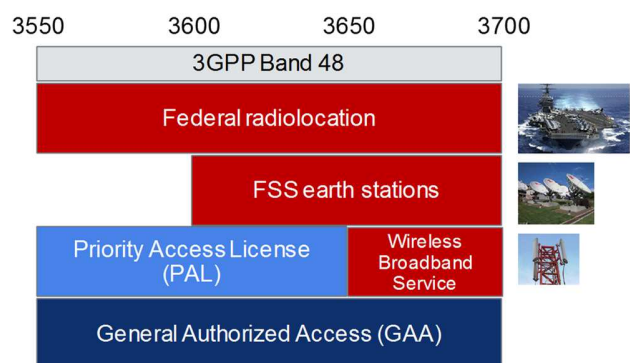 3550 3600 3650 3700
3GPP Band 48
Federal radiolocation
FSS earth stations
Priority Access License
(PAL)
Wireless
Broadband
Service
General Authorized Access (GAA)